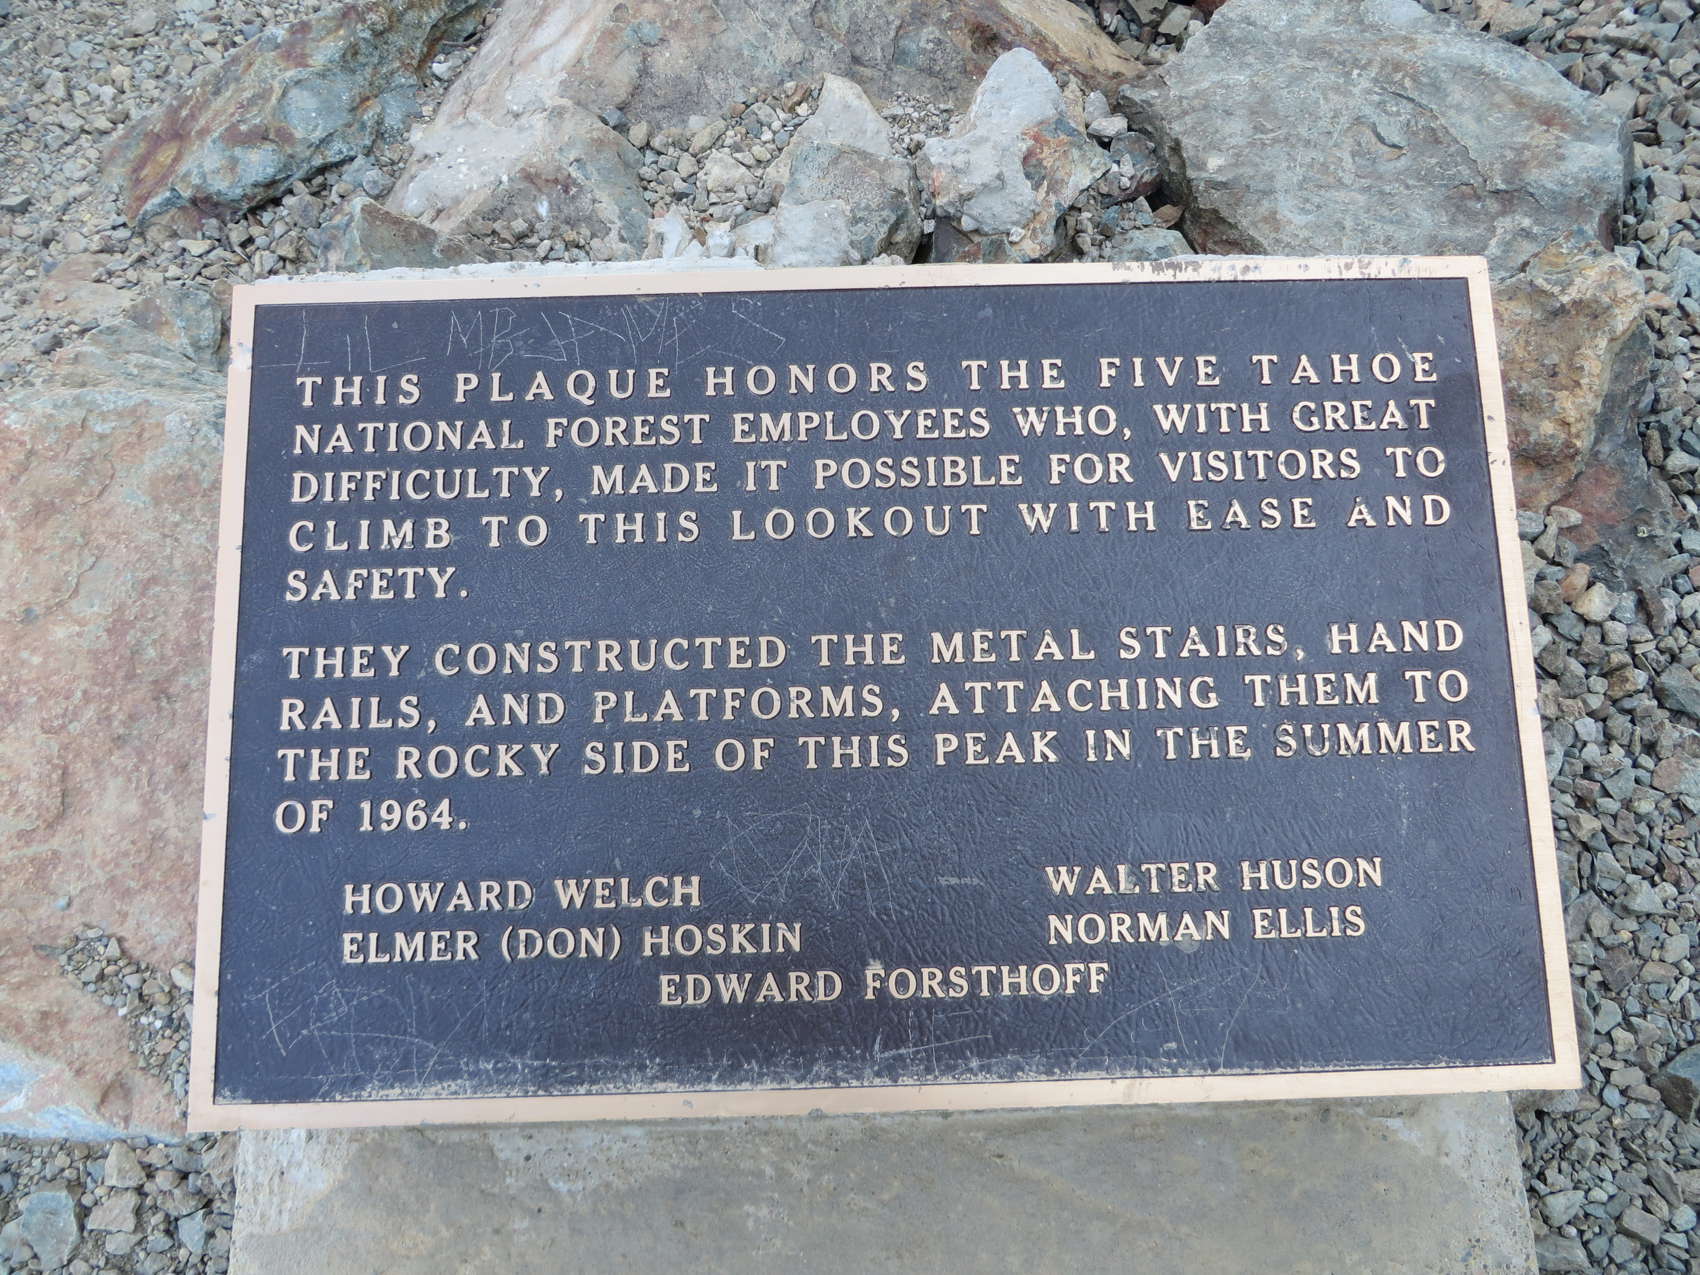 THIS PLAQUE HONORS THE FIVE TAHOE
NATIONAL FOREST EMPLOYEES WHO, WITH GREAT
DIFFICULTY, MADE IT POSSIBLE FOR VISITORS TO
CLIMB TO THIS LOOKOUT WITH EASE AND
SAFETY.
THEY CONSTRUCTED THE METAL STAIRS, HAND
RAILS, AND PLATFORMS, ATTACHING THEM TO
THE ROCKY SIDE OF THIS PEAK IN THE SUMMER
OF 1964.
HOWARD WELCH WALTER HUSON
ELMER (DON) HOSKIN NORMAN ELLIS
EDWARD FORSTHOFF